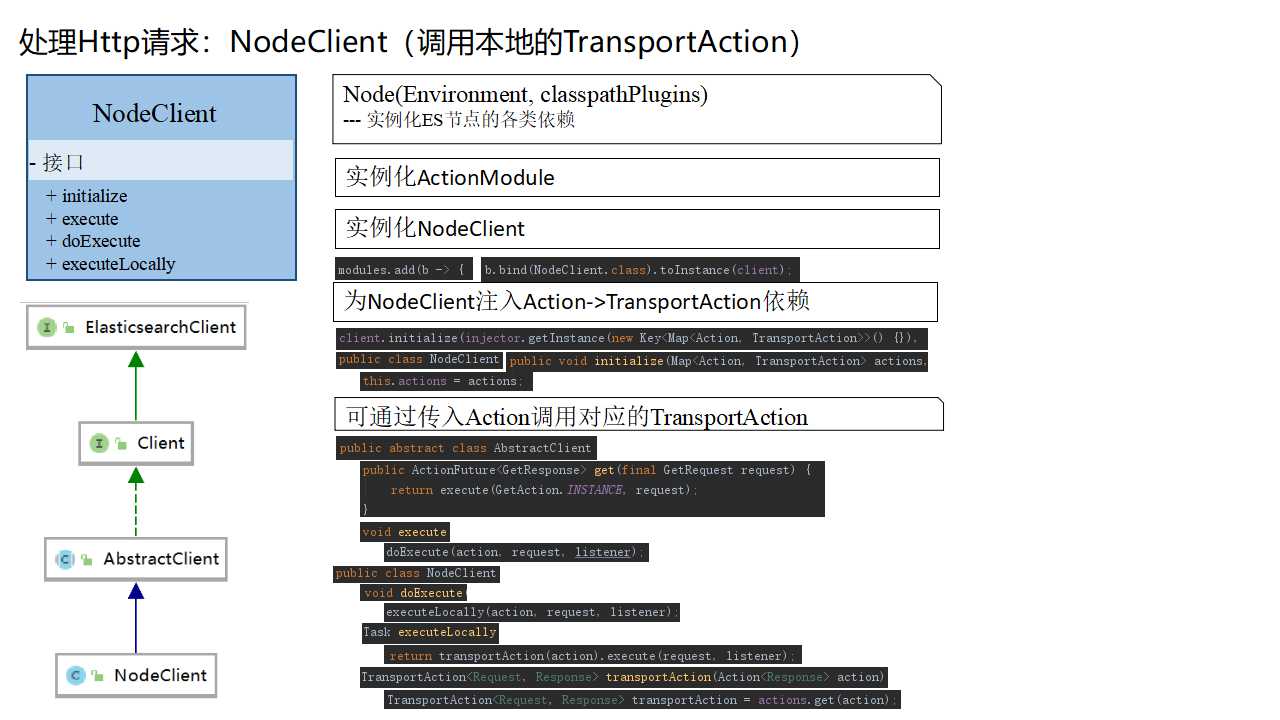 处理Http请求：NodeClient（调用本地的TransportAction）
NodeClient
- 接口
+ initialize
+ execute
+ doExecute
+ executeLocally
ElasticsearchClient
Client
AbstractClient
NodeClient
Node(Environment, classpathPlugins)
--- 实例化ES节点的各类依赖
实例化ActionModule
实例化NodeClient
modules.add(b -> { b.bind(NodeClient.class).toInstance(client);
为NodeClient注入Action->TransportAction依赖
client.initialize(injector.getInstance(new Key<Map<Action, TransportAction>>() {}),
public class NodeClient public void initialize(Map<Action, TransportAction> actions,
this.actions = actions;
可通过传入Action调用对应的TransportAction
public abstract class AbstractClient
public ActionFuture<GetResponse> get(final GetRequest request) {
return execute(GetAction.INSTANCE, request);
}
void execute
doExecute(action, request, listener);
public class NodeClient
void doExecute(
executeLocally(action, request, listener);
Task executeLocally
return transportAction(action).execute(request, listener);
TransportAction<Request, Response> transportAction(Action<Response> action)
TransportAction<Request, Response> transportAction = actions.get(action);